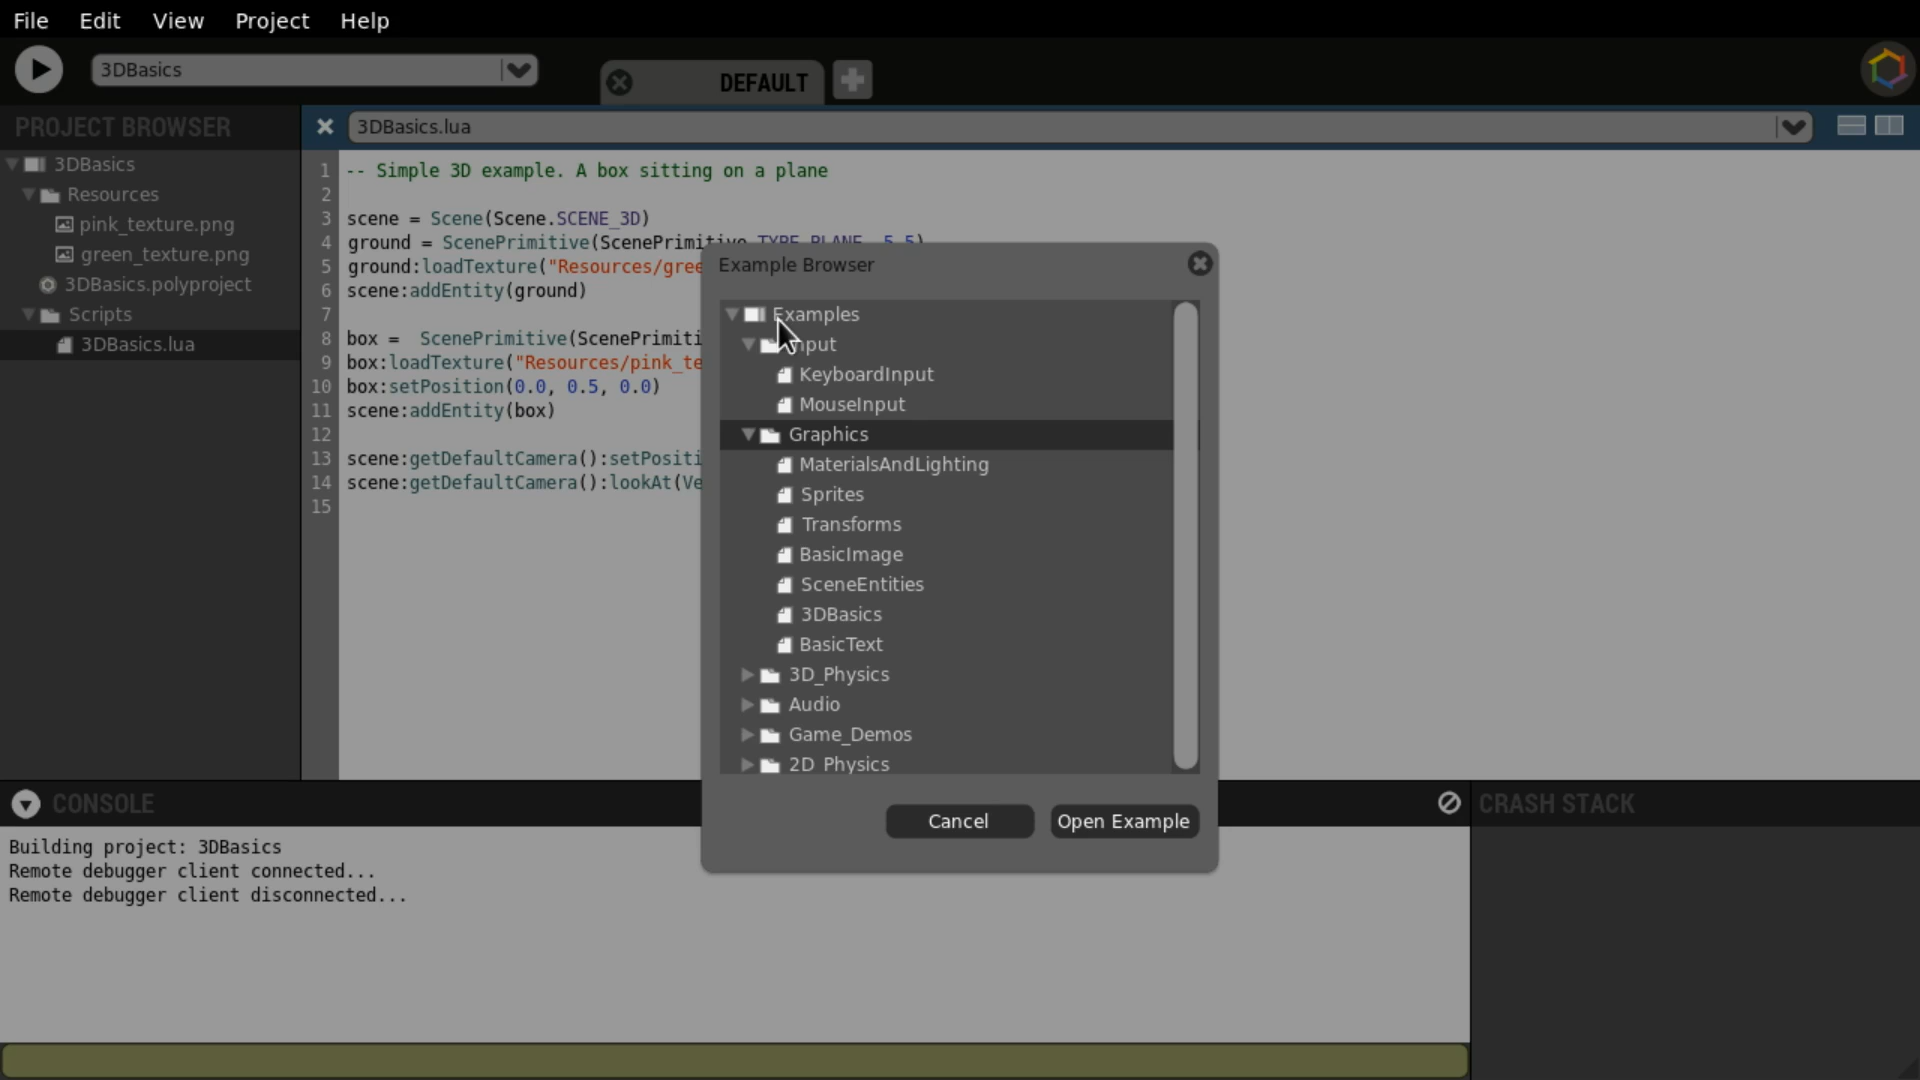 File Edit View Project Help
3DBasics
DEFAULT
PROJECT BROWSER
3DBasics
Resources
pink_texture.png
green_texture.png
3DBasics.polyproject
Scripts
3DBasics.lua
3DBasics.lua
1 -- Simple 3D example. A box sitting on a plane
2
3 scene = Scene(Scene.SCENE_3D)
4 ground = ScenePrimitive(ScenePrimitive.TYPE_PLANE, 5,5)
5 ground:loadTexture("Resources/gree
6 scene:addEntity(ground)
7
8 box =  ScenePrimitive(ScenePrimiti
9 box:loadTexture("Resources/pink_te
10 box:setPosition(0.0, 0.5, 0.0)
11 scene:addEntity(box)
12
13 scene:getDefaultCamera():setPositi
14 scene:getDefaultCamera():lookAt(Ve
15
Example Browser
Examples
Input
KeyboardInput
MouseInput
Graphics
MaterialsAndLighting
Sprites
Transforms
BasicImage
SceneEntities
3DBasics
BasicText
3D_Physics
Audio
Game_Demos
2D_Physics
Cancel
Open Example
CONSOLE
Building project: 3DBasics
Remote debugger client connected...
Remote debugger client disconnected...
CRASH STACK